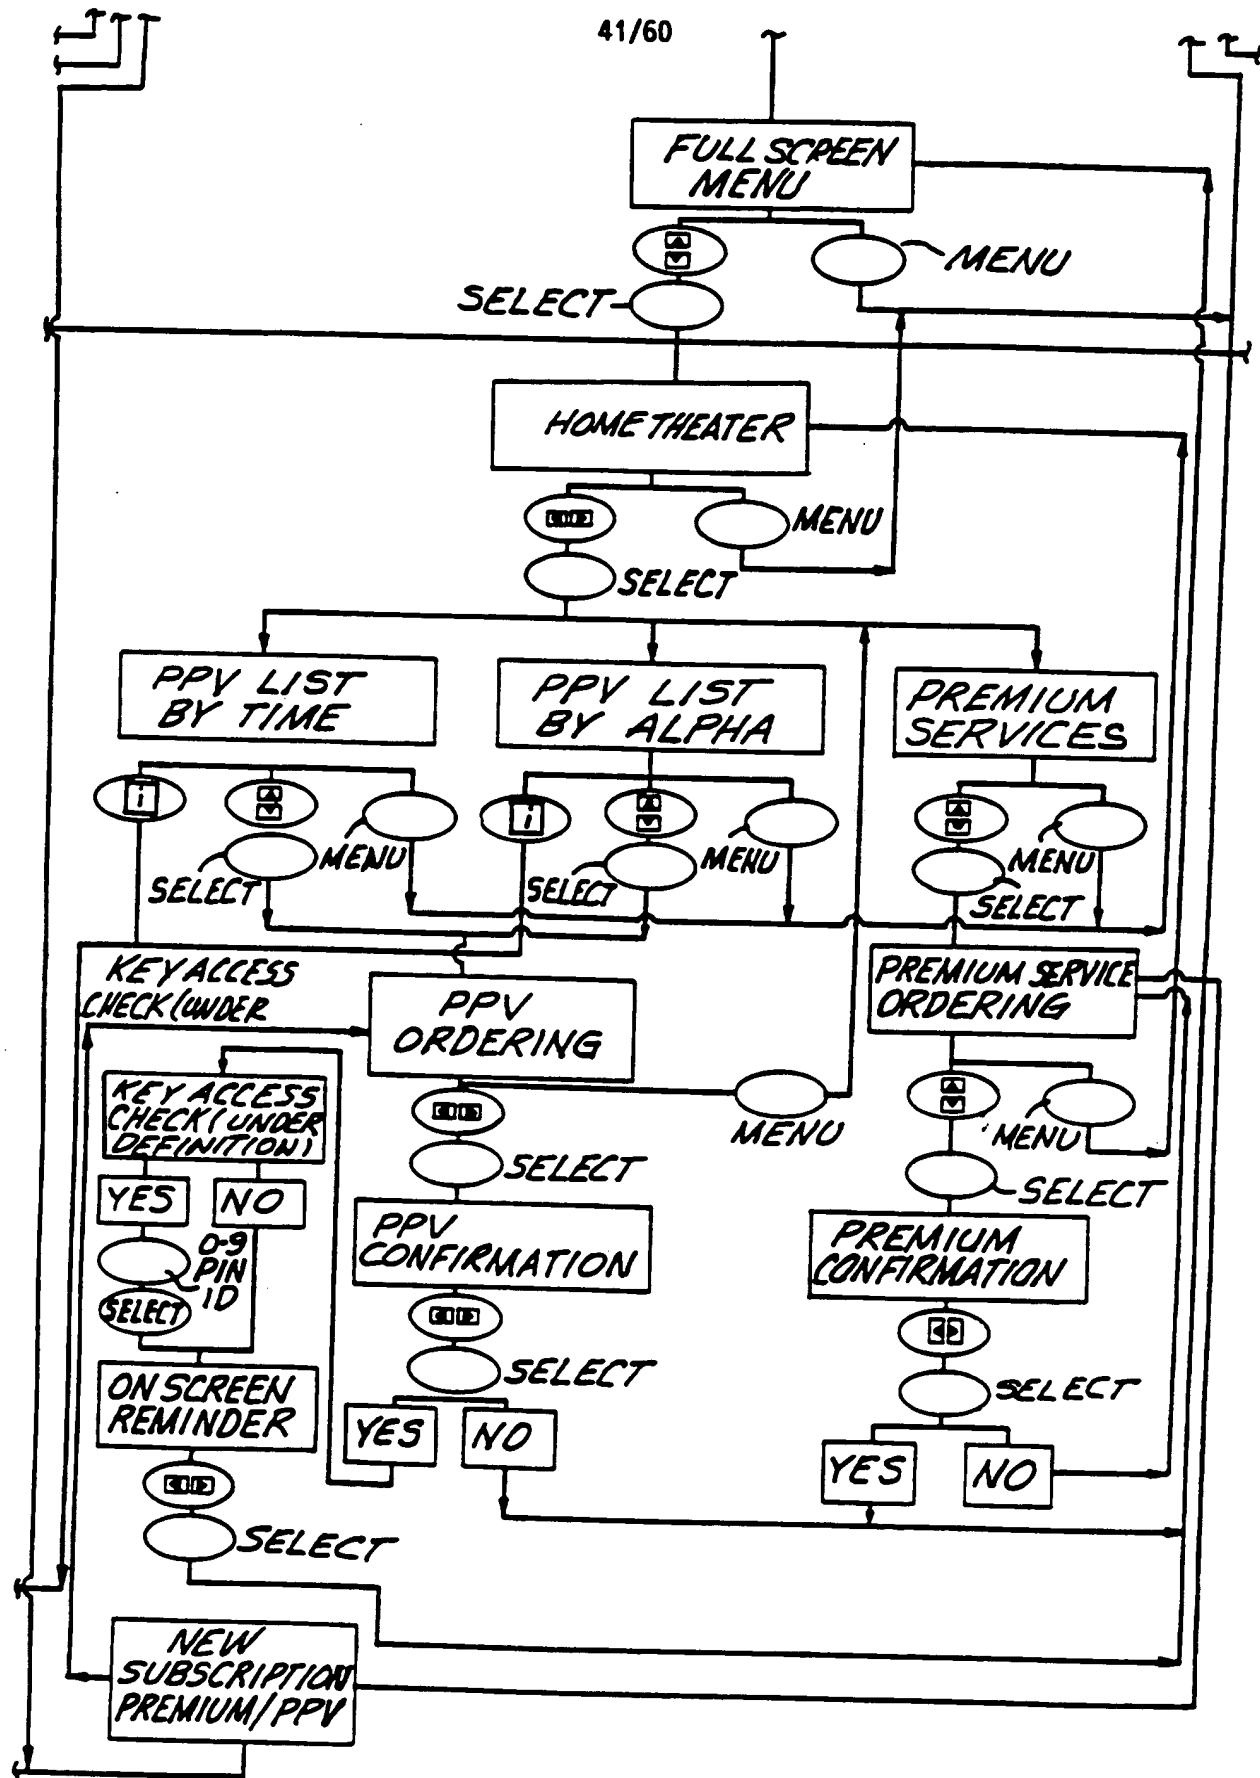 41/60
FULL SCREEN
MENU
MENU
SELECT
HOME THEATER
MENU
SELECT
PPV LIST
BY TIME
PPV LIST
BY ALPHA
PREMIUM
SERVICES
i
MENU
SELECT
i
MENU
SELECT
MENU
SELECT
KEY ACCESS
CHECK (UNDER
PPV
ORDERING
PREMIUM SERVICE
ORDERING
KEY ACCESS
CHECK (UNDER
DEFINITION)
MENU
MENU
SELECT
SELECT
YES
NO
0-9
PIN
ID
SELECT
PPV
CONFIRMATION
PREMIUM
CONFIRMATION
SELECT
SELECT
ON SCREEN
REMINDER
YES
NO
YES
NO
SELECT
NEW
SUBSCRIPTION
PREMIUM/PPV